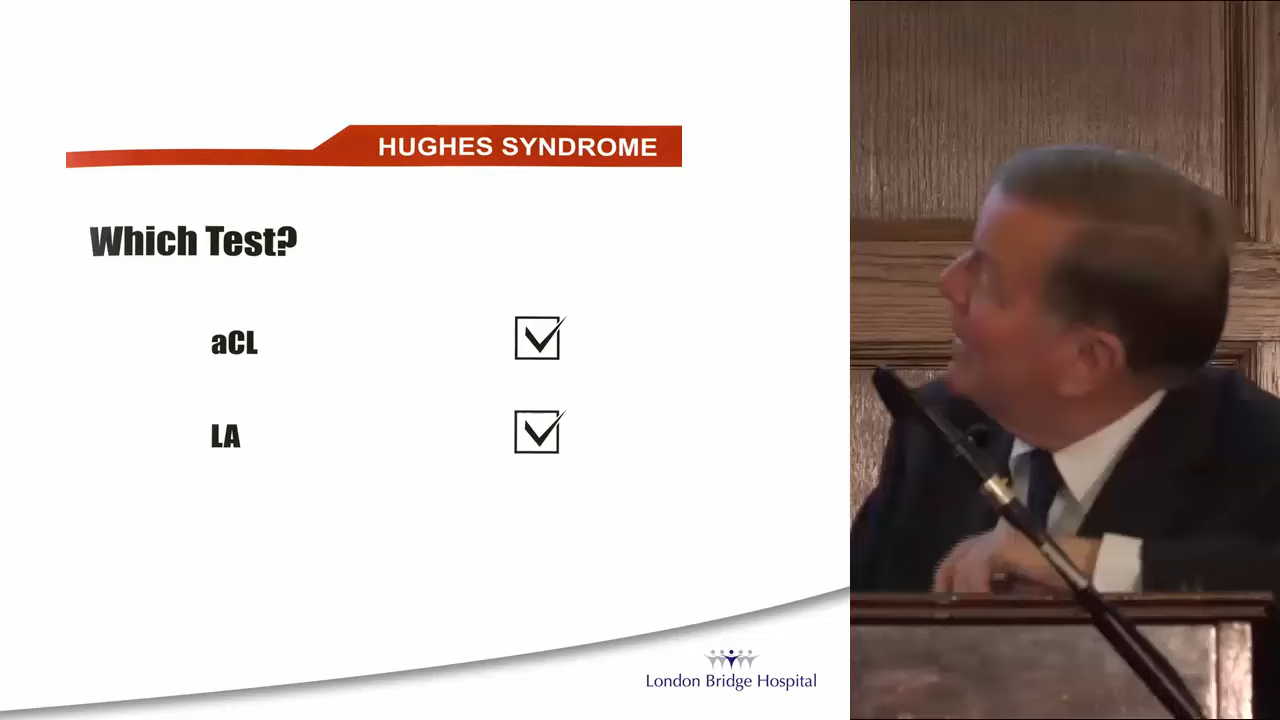 HUGHES SYNDROME
Which Test?
aCL
LA
London Bridge Hospital